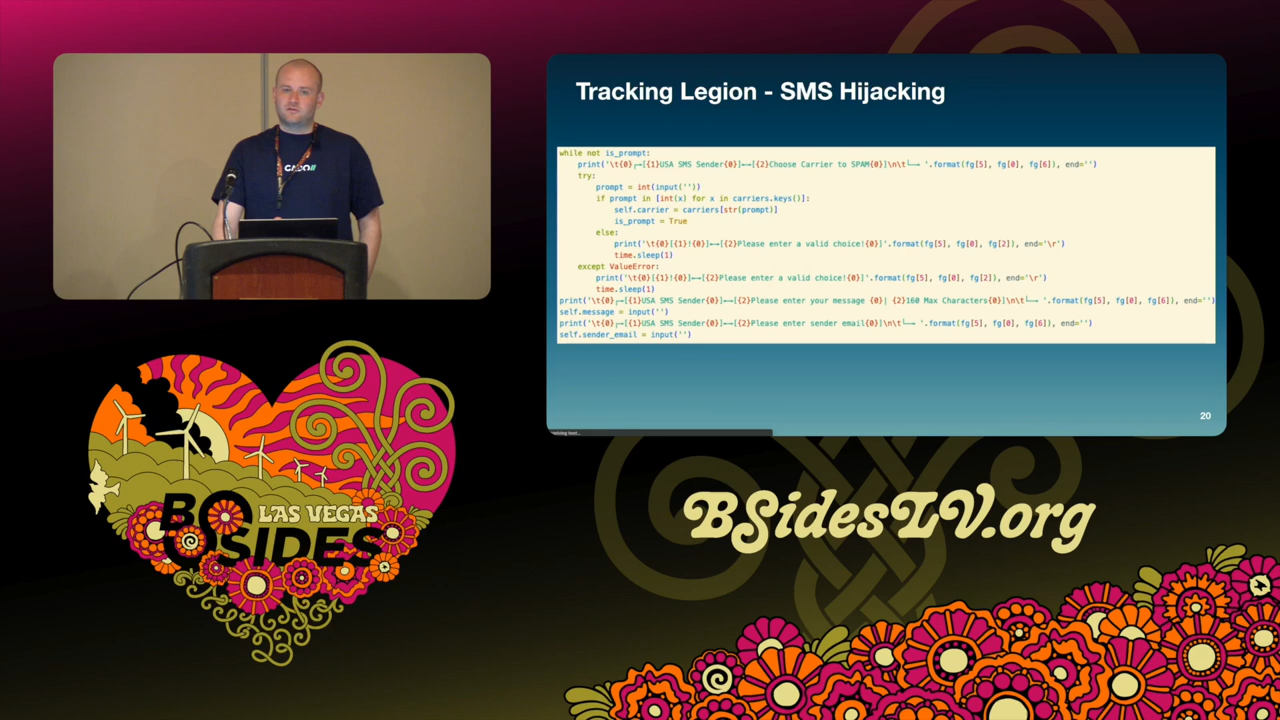 CADO//
Tracking Legion - SMS Hijacking
while not is_prompt:
print('\t{0}┌→[{1}USA SMS Sender{0}]←→[{2}Choose Carrier to SPAM{0}]\n\t└─→ '.format(fg[5], fg[0], fg[6]), end='')
try:
prompt = int(input(''))
if prompt in [int(x) for x in carriers.keys()]:
self.carrier = carriers[str(prompt)]
is_prompt = True
else:
print('\t{0}[{1}!{0}]←→[{2}Please enter a valid choice!{0}]'.format(fg[5], fg[0], fg[2]), end='\r')
time.sleep(1)
except ValueError:
print('\t{0}[{1}!{0}]←→[{2}Please enter a valid choice!{0}]'.format(fg[5], fg[0], fg[2]), end='\r')
time.sleep(1)
print('\t{0}┌→[{1}USA SMS Sender{0}]←→[{2}Please enter your message {0}| {2}160 Max Characters{0}]\n\t└─→ '.format(fg[5], fg[0], fg[6]), end='')
self.message = input('')
print('\t{0}┌→[{1}USA SMS Sender{0}]←→[{2}Please enter sender email{0}]\n\t└─→ '.format(fg[5], fg[0], fg[6]), end='')
self.sender_email = input('')
20
BSIDES
LAS VEGAS
23
BSidesLV.org